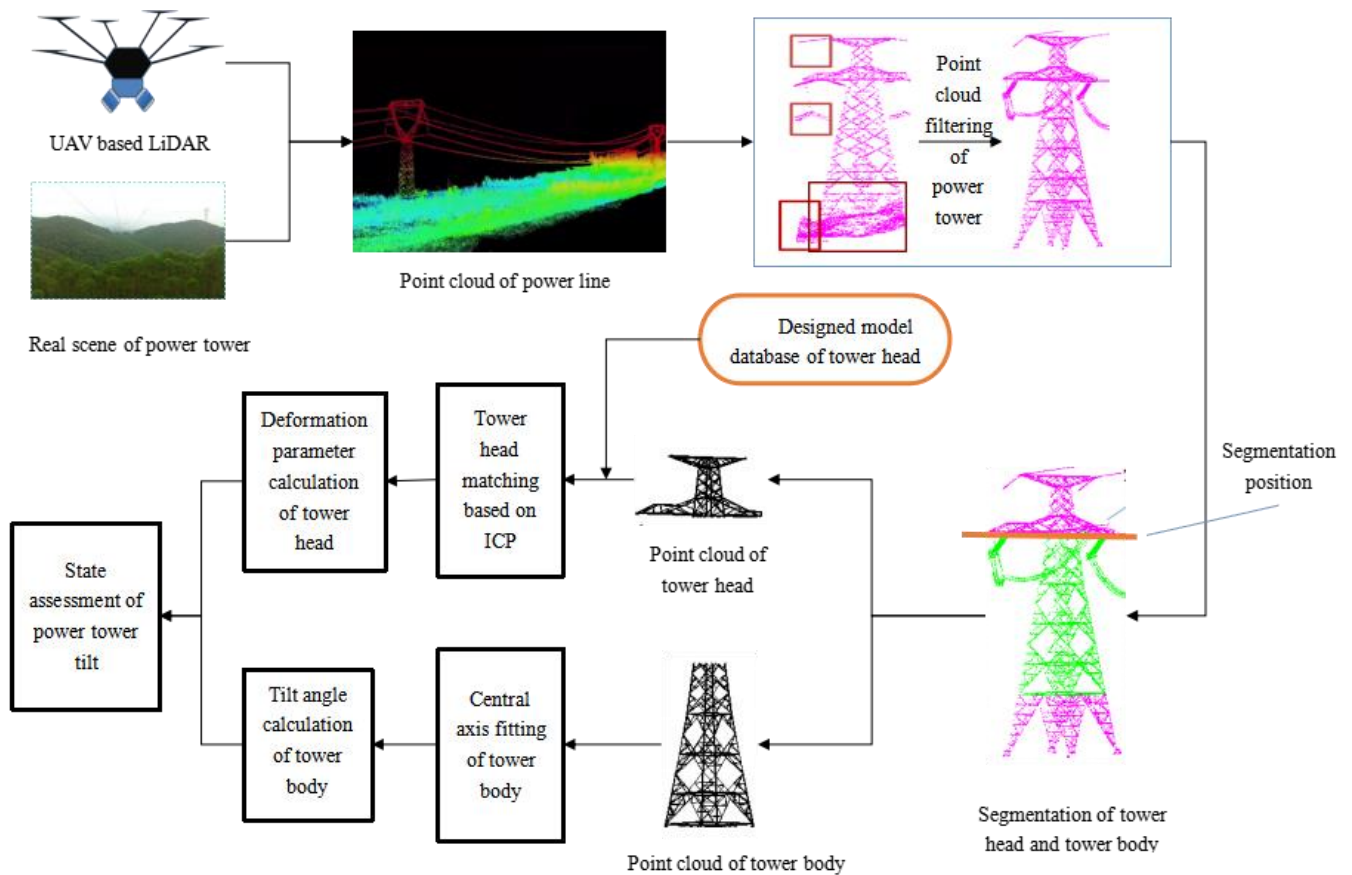 UAV based LiDAR
Real scene of power tower
Point cloud of power line
Point
cloud
filtering
of
power
tower
Designed model
database of tower head
Deformation
parameter
calculation
of tower
head
Tower
head
matching
based on
ICP
Point cloud of
tower head
Segmentation
position
State
assessment of
power tower
tilt
Tilt angle
calculation
of tower
body
Central
axis fitting
of tower
body
Point cloud of tower body
Segmentation of tower
head and tower body